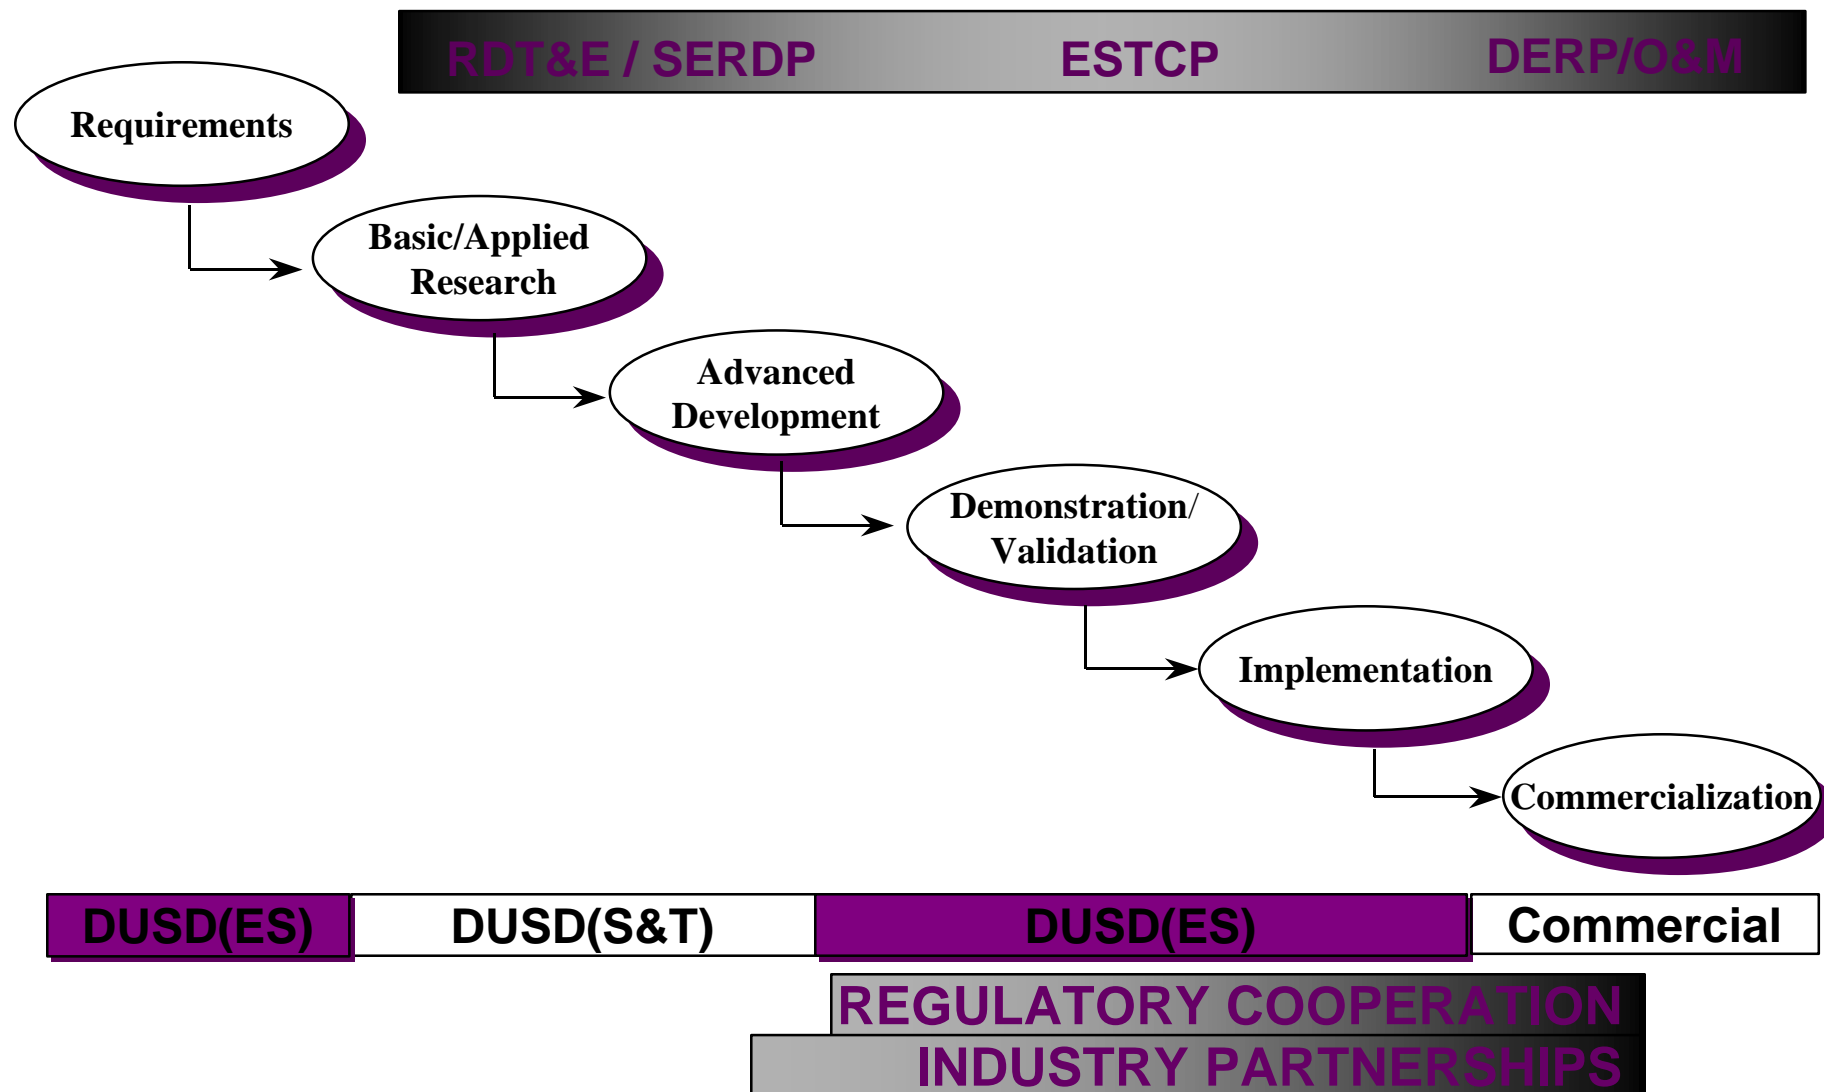 RDT&E / SERDP ESTCP DERP/O&M
Requirements
Basic/Applied
Research
Advanced
Development
Demonstration/
Validation
Implementation
Commercialization
DUSD(ES) DUSD(S&T) DUSD(ES) Commercial
REGULATORY COOPERATION
INDUSTRY PARTNERSHIPS